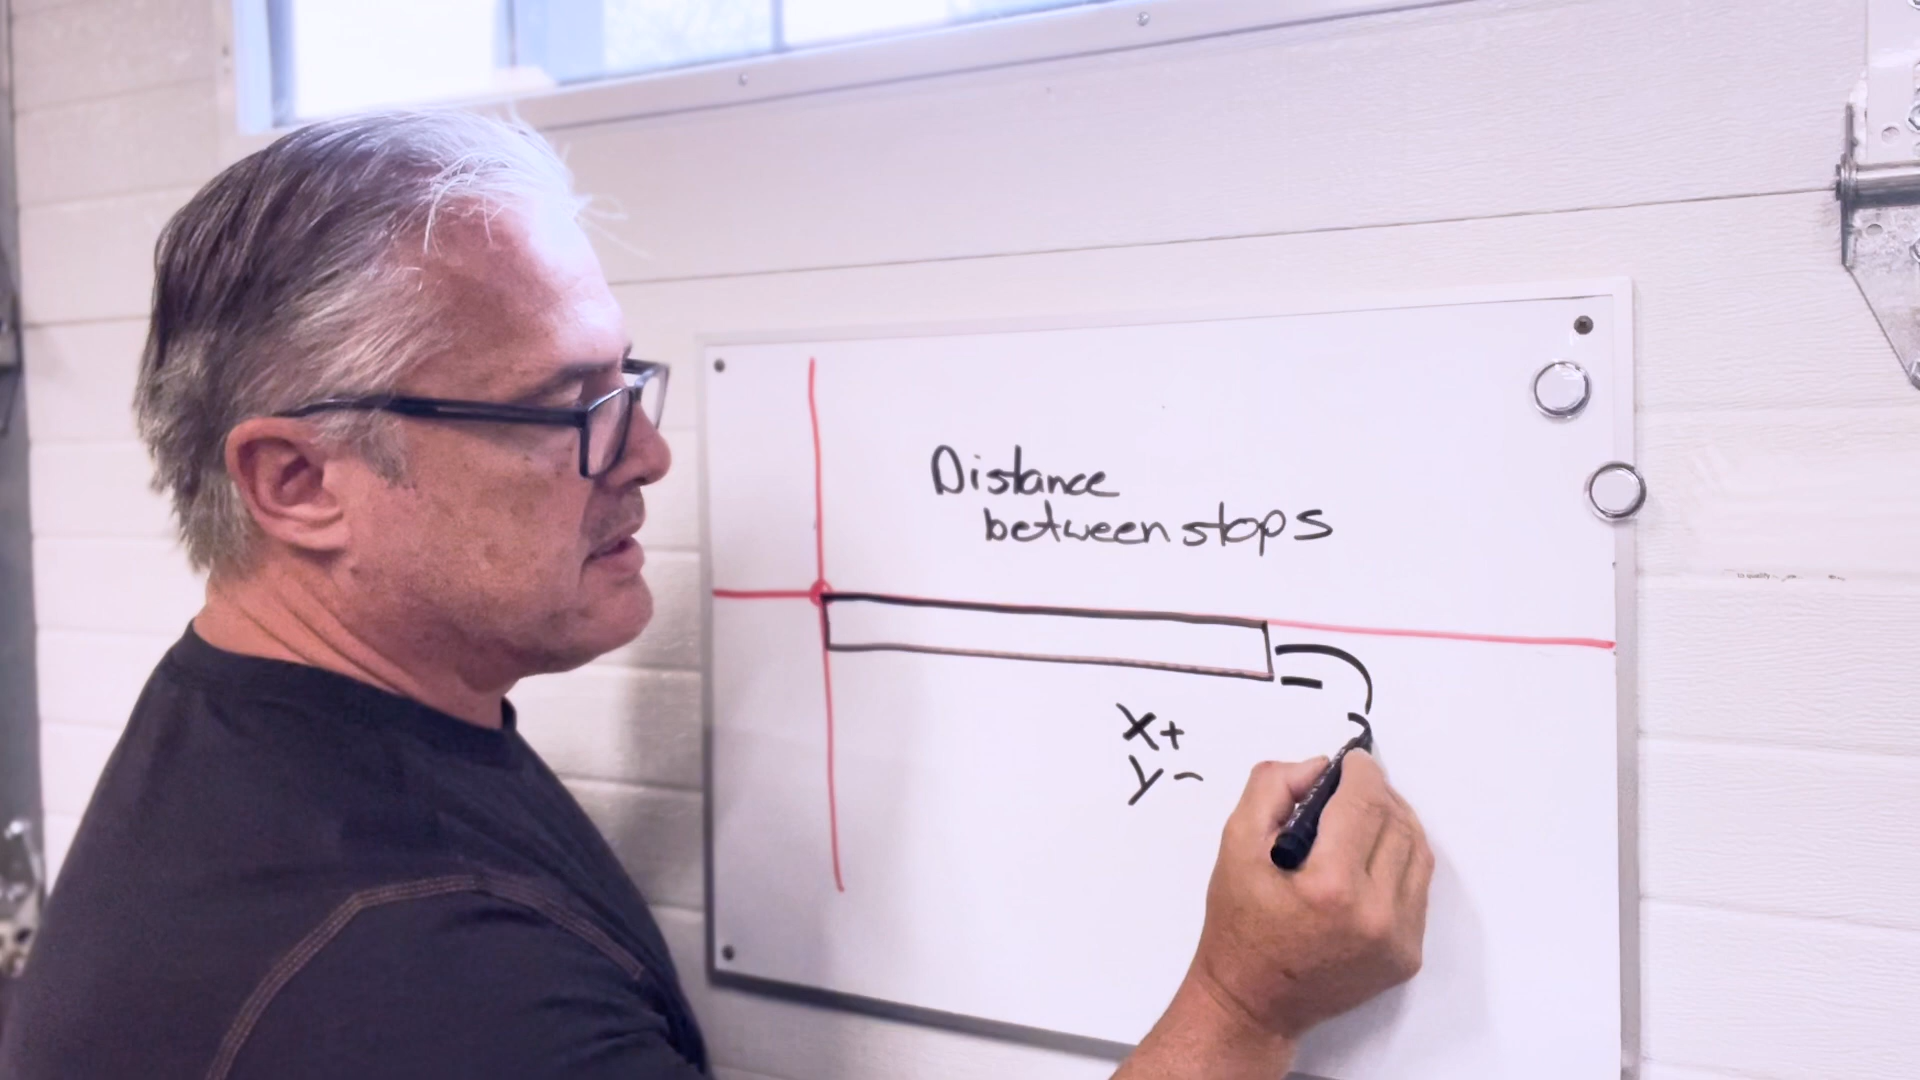 Distance
between stops
X+
y-